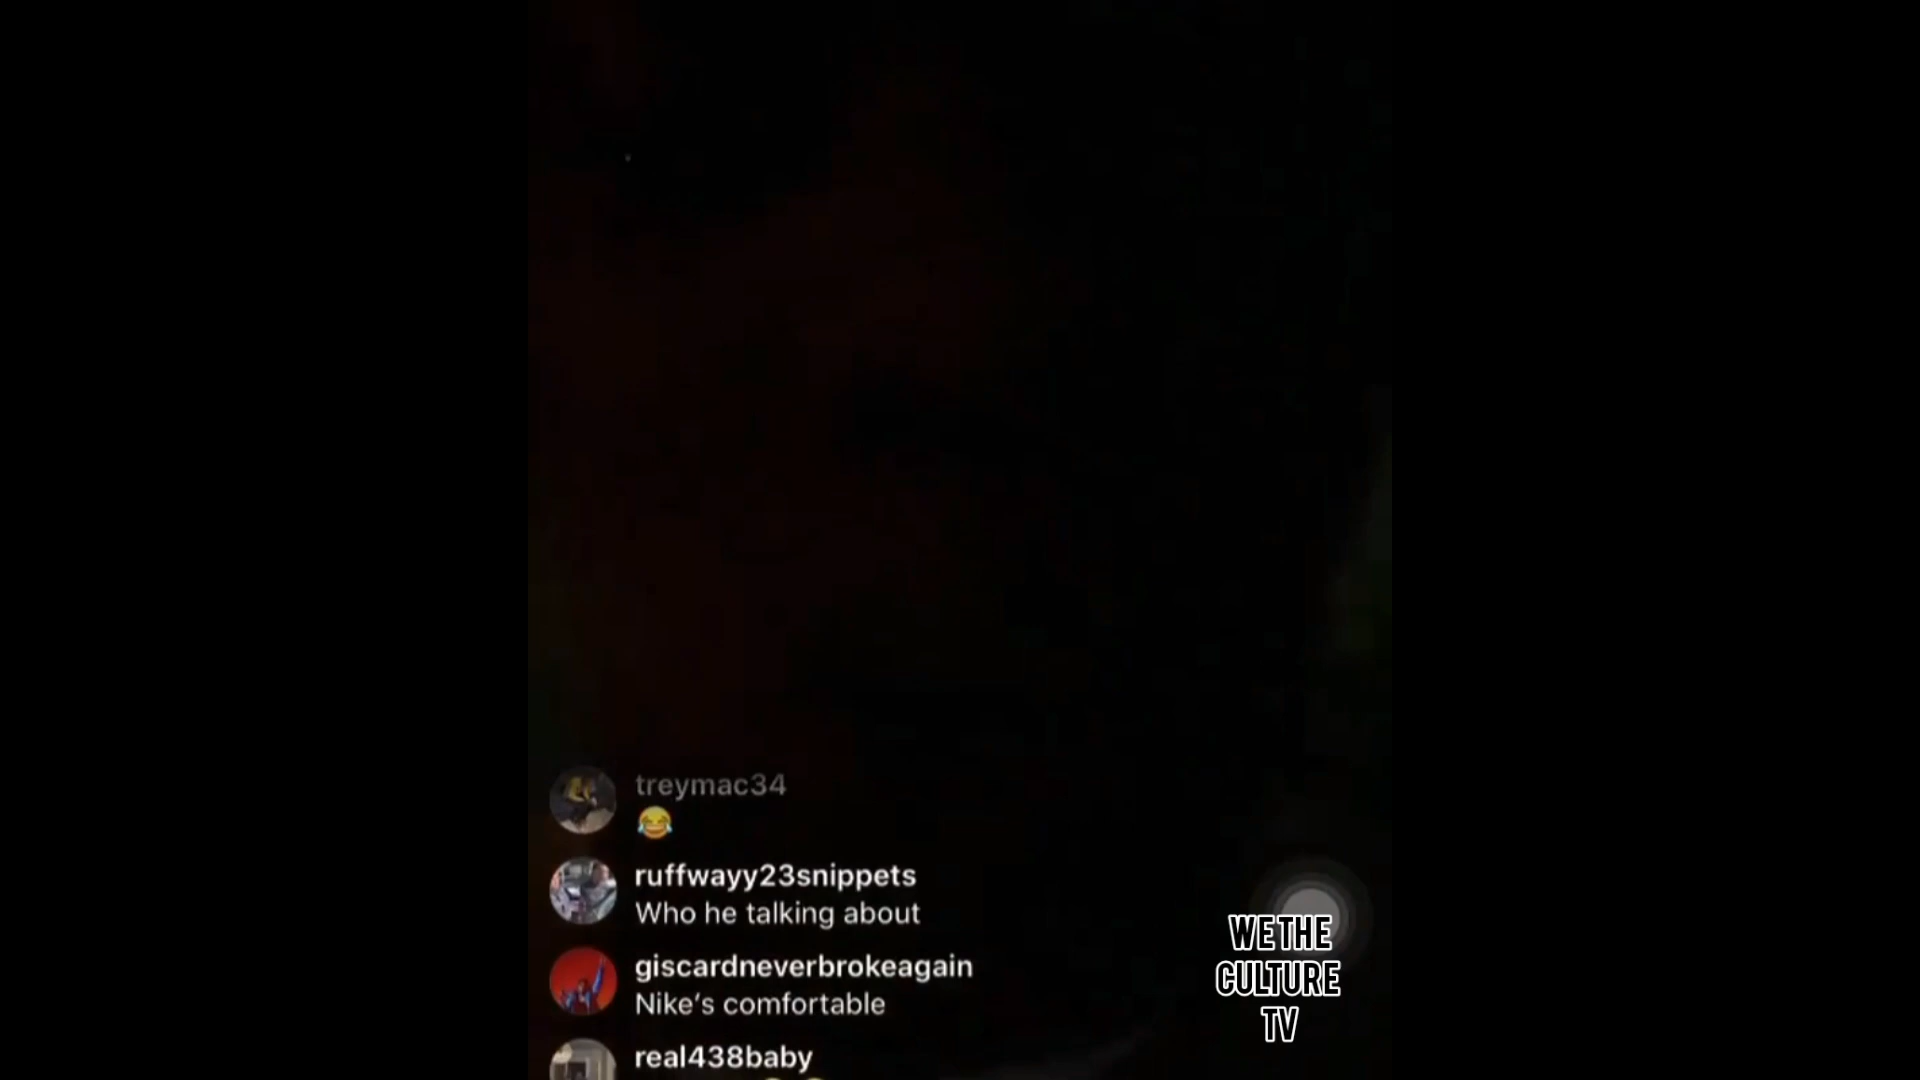 treymac34
😂
ruffwayy23snippets
Who he talking about
giscardneverbrokeagain
Nike's comfortable
real438baby
WE THE
CULTURE
TV